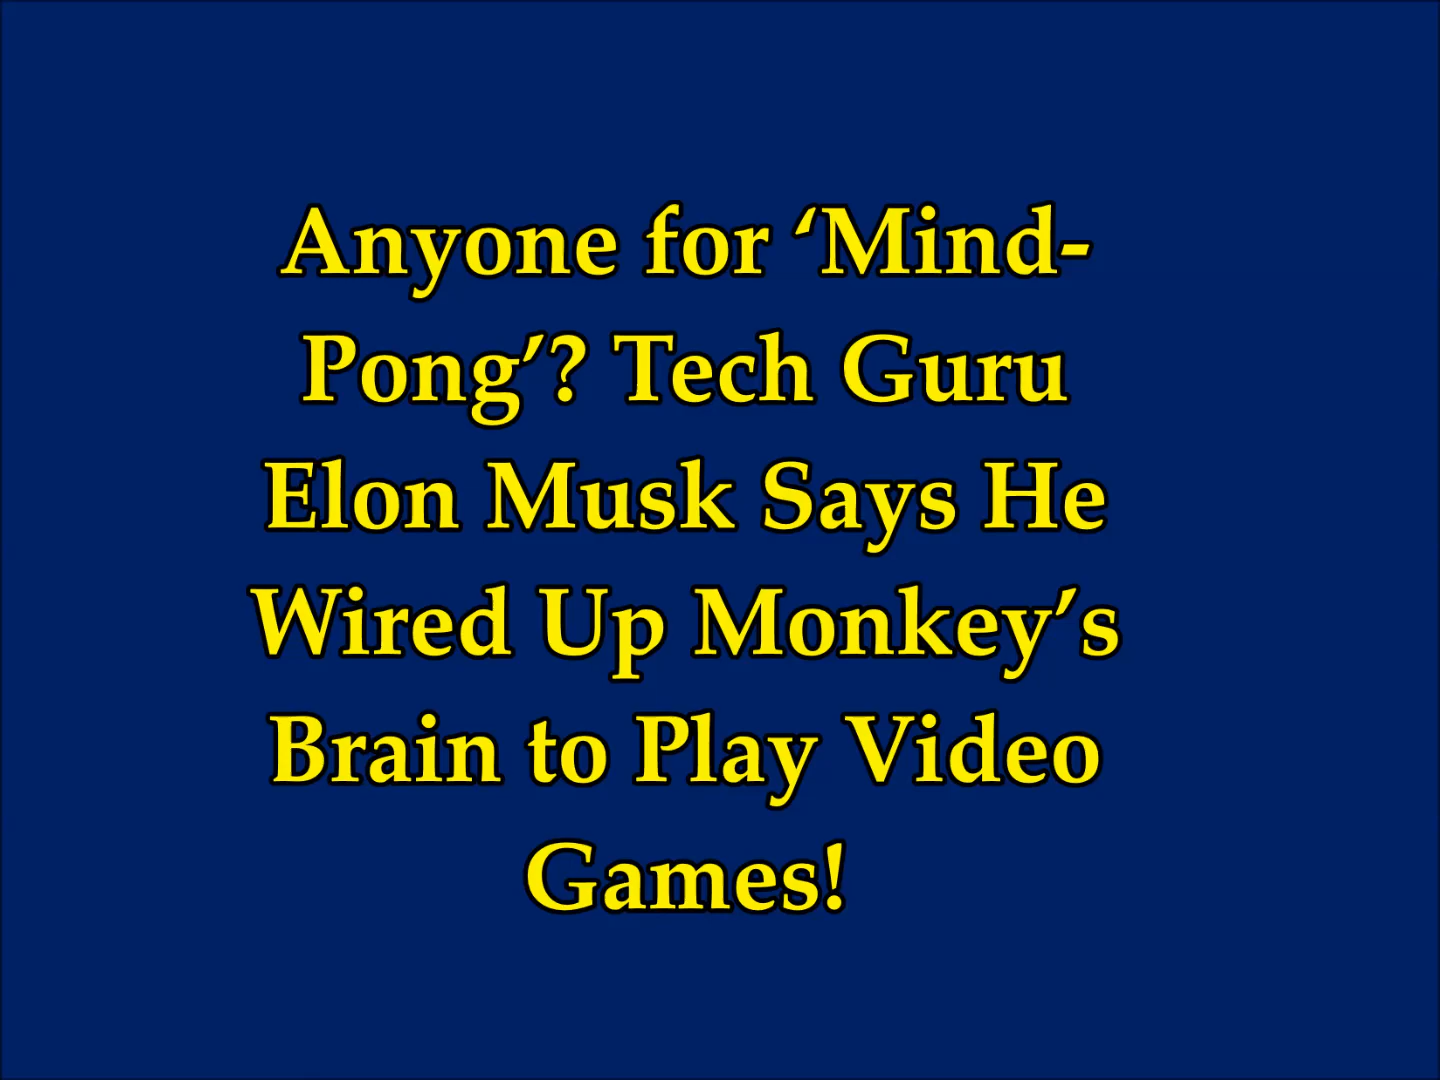 Anyone for ‘Mind-
Pong’? Tech Guru
Elon Musk Says He
Wired Up Monkey’s
Brain to Play Video
Games!